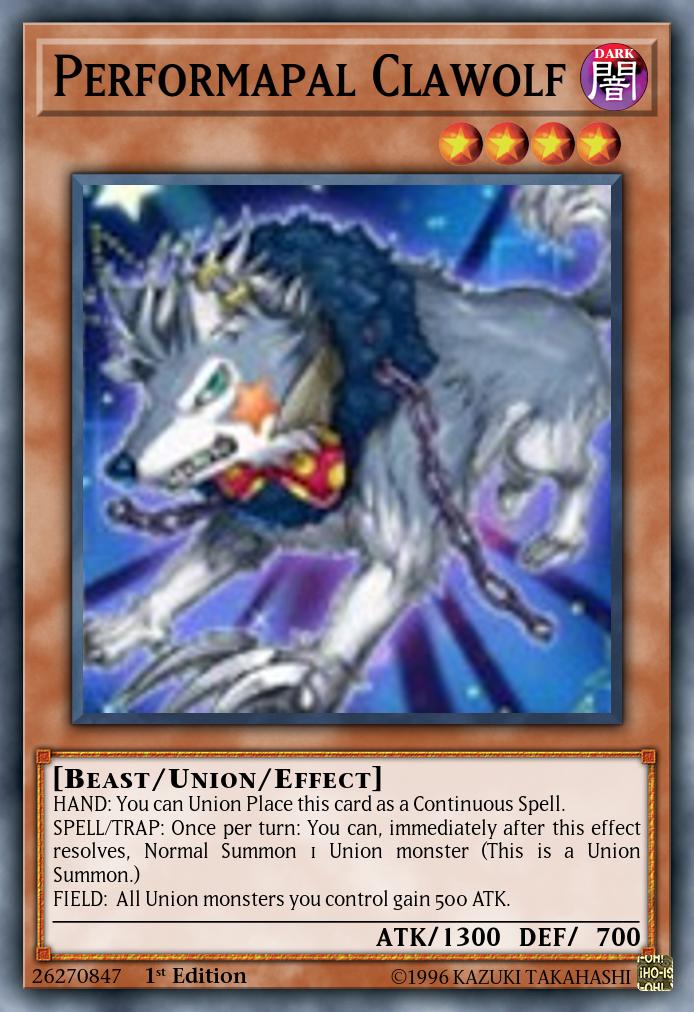 Performapal Clawolf
DARK
闇
[Beast/Union/Effect]
HAND: You can Union Place this card as a Continuous Spell.
SPELL/TRAP: Once per turn: You can, immediately after this effect
resolves, Normal Summon 1 Union monster (This is a Union
Summon.)
FIELD: All Union monsters you control gain 500 ATK.
ATK/1300 DEF/ 700
26270847 1st Edition ©1996 KAZUKI TAKAHASHI